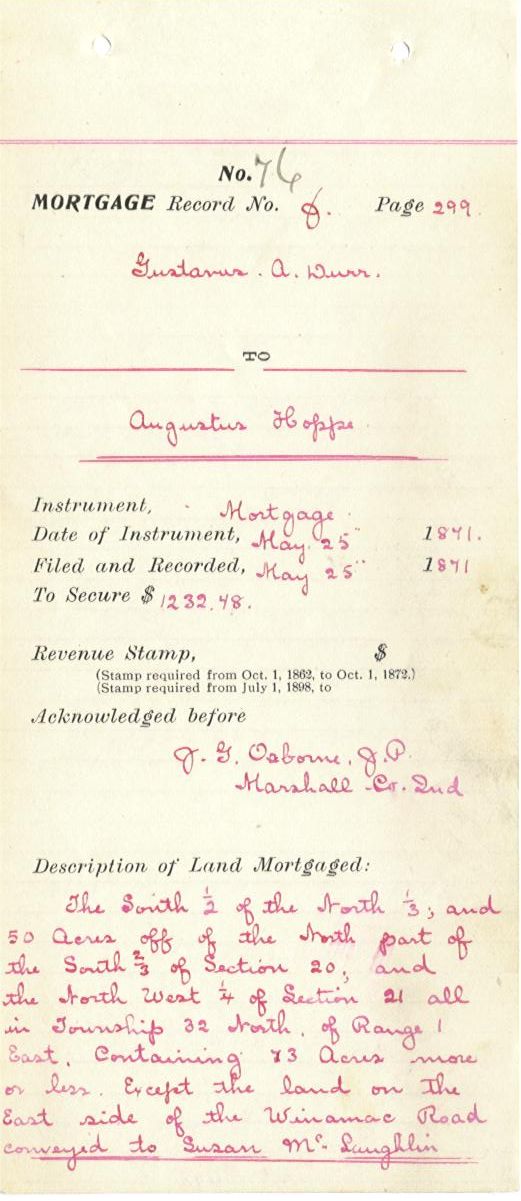 No. 76
MORTGAGE Record No. J. Page 299.
Gustavus. A. Durr.
TO
Augustus Hoppe.
Instrument, Mortgage.
Date of Instrument, May. 25" 1871.
Filed and Recorded, May 25" 1871
To Secure $ 1232.48.
Revenue Stamp, $
(Stamp required from Oct. 1, 1862, to Oct. 1, 1872.)
(Stamp required from July 1, 1898, to
Acknowledged before
J. G. Osborne, J.P.
Marshall Co. Ind
Description of Land Mortgaged:
The South 1/2 of the North 1/3; and
50 Acres off of the North part of
the South 2/3 of Section 20; and
the North West 1/4 of Section 21 all
in Township 32 North, of Range 1
East. Containing 73 Acres more
or less. Except the land on the
East side of the Winamac Road
conveyed to Susan Mc-Laughlin